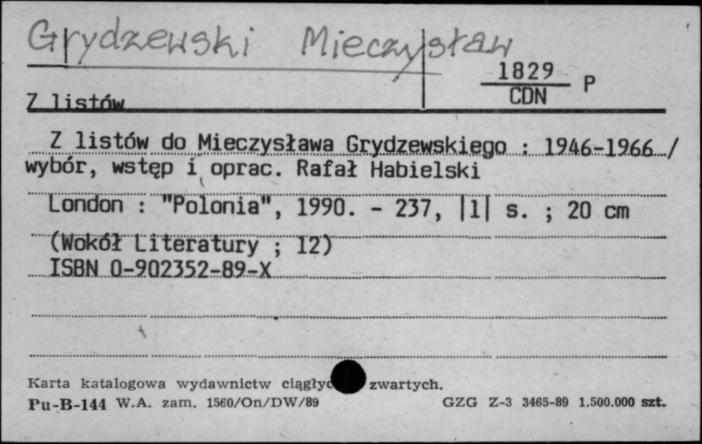 Grydzewski Mieczysław
1829 P
CDN
Z listów
Z listów do Mieczysława Grydzewskiego : 1946-1966 /
wybór, wstęp i oprac. Rafał Habielski
London : "Polonia", 1990. - 237, |1| s. ; 20 cm
(Wokół Literatury ; 12)
ISBN 0-902352-89-X
Karta katalogowa wydawnictw zwartych.
Pu-B-144 W.A. zam. 1560/On/DW/89 GZG Z-3 3465-89 1.500.000 szt.